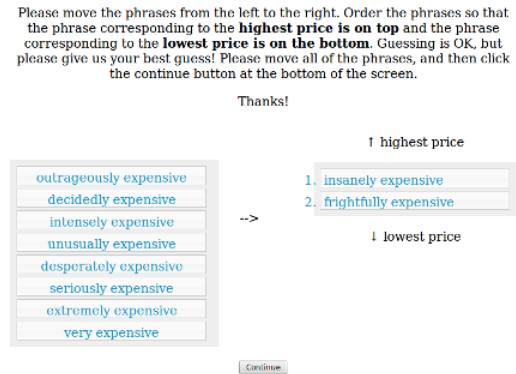 Please move the phrases from the left to the right. Order the phrases so that
the phrase corresponding to the highest price is on top and the phrase
corresponding to the lowest price is on the bottom. Guessing is OK, but
please give us your best guess! Please move all of the phrases, and then click
the continue button at the bottom of the screen.
Thanks!
↑ highest price
outrageously expensive
decidedly expensive
intensely expensive
unusually expensive
desperately expensive
seriously expensive
extremely expensive
very expensive
-->
1. insanely expensive
2. frightfully expensive
↓ lowest price
Continue